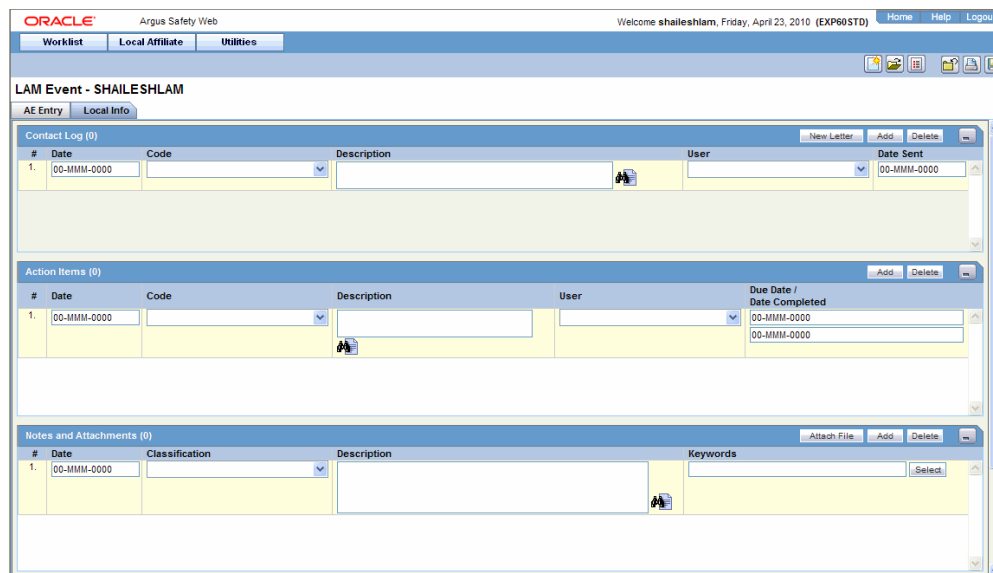 ORACLE Argus Safety Web Welcome shaileshlam, Friday, April 23, 2010 (EXP60STD) Home Help Logou
Worklist Local Affiliate Utilities
LAM Event - SHAILESHLAM
AE Entry Local Info
Contact Log (0) New Letter Add Delete
# Date Code Description User Date Sent
1. 00-MMM-0000 00-MMM-0000
Action Items (0) Add Delete
# Date Code Description User Due Date /
Date Completed
1. 00-MMM-0000 00-MMM-0000
00-MMM-0000
Notes and Attachments (0) Attach File Add Delete
# Date Classification Description Keywords
1. 00-MMM-0000 Select